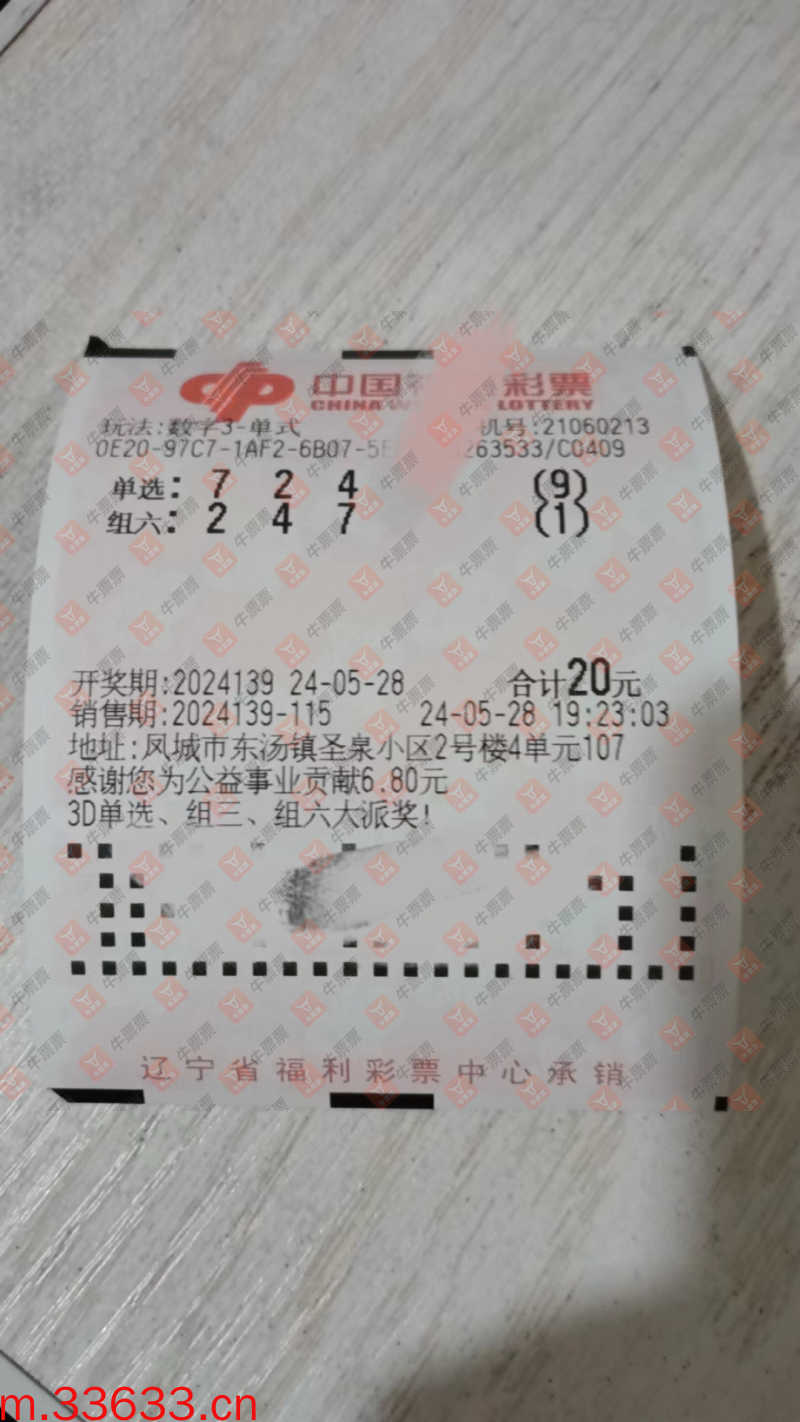 中国 彩票
CHINA LOTTERY
玩法:数字3-单式 机号:21060213
0E20-97C7-1AF2-6B07-5 263533/C0409
单选: 7 2 4 (9)
组六: 2 4 7 (1)
开奖期:2024139 24-05-28 合计20元
销售期:2024139-115 24-05-28 19:23:03
地址:凤城市东汤镇圣泉小区2号楼4单元107
感谢您为公益事业贡献6.80元
3D单选、组三、组六大派奖!
辽宁省福利彩票中心承销
牛票票
m.33633.cn